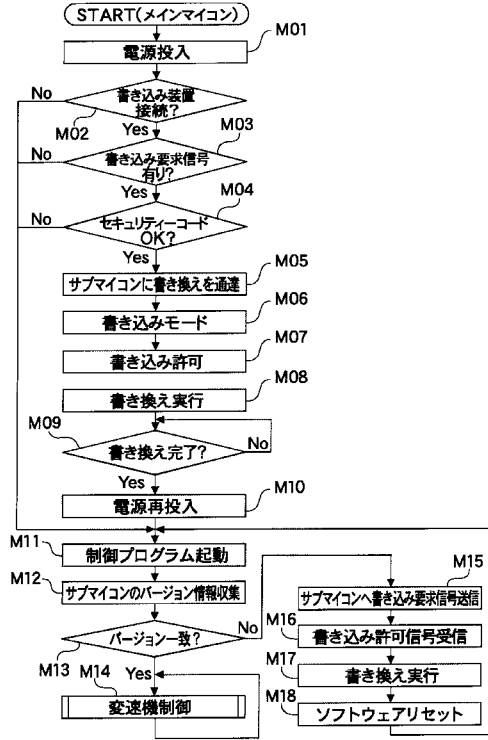 START(メインマイコン)
電源投入
M01
書き込み装置
接続?
M02
No
Yes
書き込み要求信号
有り?
M03
No
Yes
セキュリティーコード
OK?
M04
No
Yes
サブマイコンに書き換えを通達
M05
書き込みモード
M06
書き込み許可
M07
書き換え実行
M08
M09
書き換え完了?
No
Yes
電源再投入
M10
M11
制御プログラム起動
M12
サブマイコンのバージョン情報収集
バージョン一致?
M13
No
Yes
M14
変速機制御
M15
サブマイコンへ書き込み要求信号送信
M16
書き込み許可信号受信
M17
書き換え実行
M18
ソフトウェアリセット